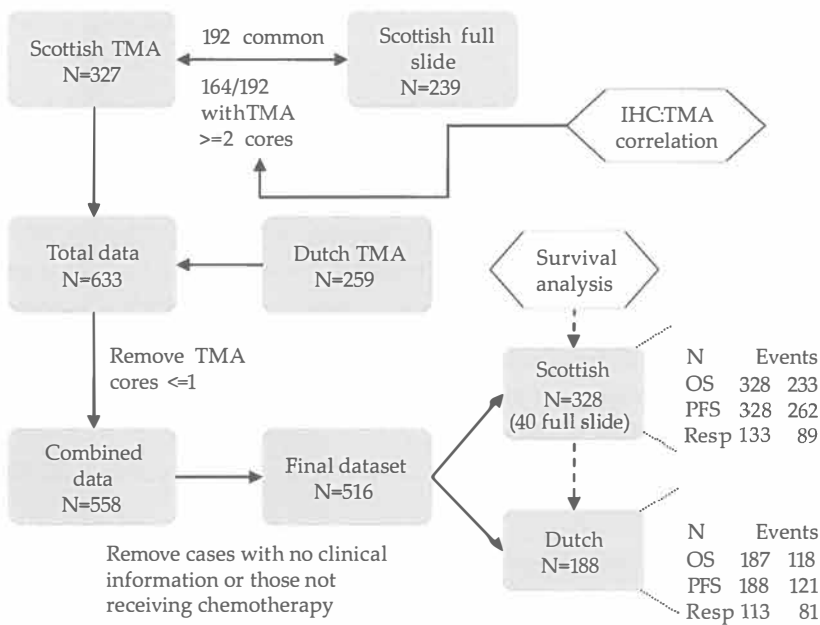 Scottish TMA
N=327
192 common
Scottish full
slide
N=239
164/192
withTMA
>=2 cores
IHC:TMA
correlation
Total data
N=633
Dutch TMA
N=259
Survival
analysis
Remove TMA
cores <=1
Scottish
N=328
(40 full slide)
N Events
OS 328 233
PFS 328 262
Resp 133 89
Combined
data
N=558
Final dataset
N=516
Dutch
N=188
N Events
OS 187 118
PFS 188 121
Resp 113 81
Remove cases with no clinical
information or those not
receiving chemotherapy